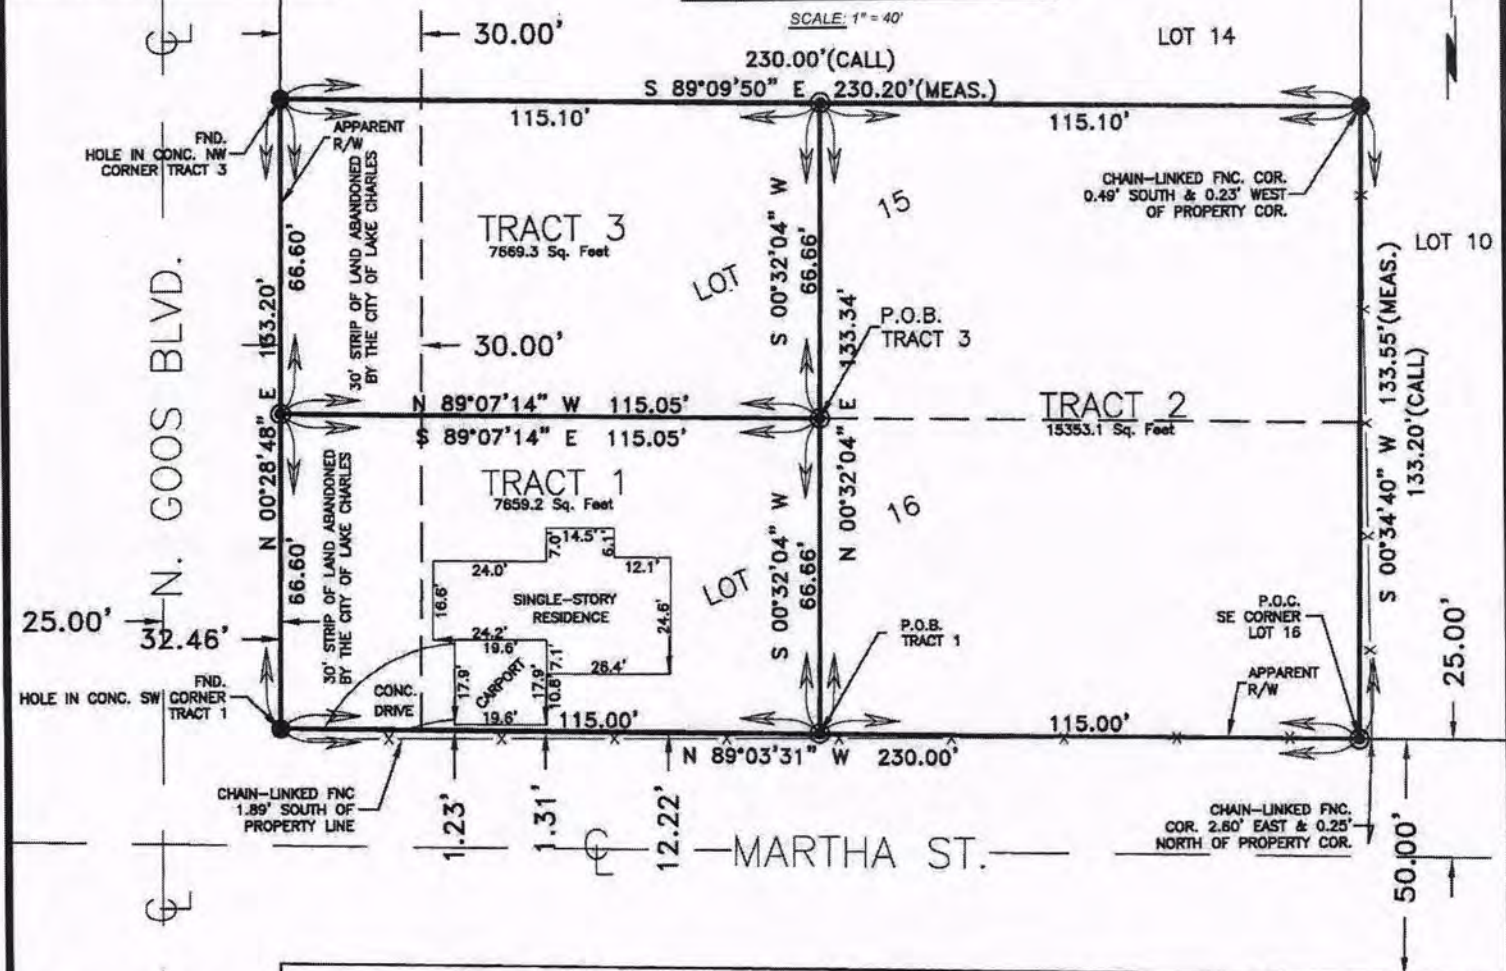 SCALE: 1" = 40'
30.00'
LOT 14
230.00'(CALL)
S 89°09'50" E 230.20'(MEAS.)
115.10'
115.10'
FND.
HOLE IN CONC. NW
CORNER TRACT 3
APPARENT
R/W
CHAIN-LINKED FNC. COR.
0.49' SOUTH & 0.23' WEST
OF PROPERTY COR.
TRACT 3
7669.3 Sq. Feet
15
LOT
LOT 10
66.60'
30' STRIP OF LAND ABANDONED
BY THE CITY OF LAKE CHARLES
S 00°32'04" W
66.66'
P.O.B.
TRACT 3
30.00'
N. GOOS BLVD.
N 00°28'48" E 133.20'
N 00°32'04" E 133.34'
S 00°34'40" W 133.55'(MEAS.)
133.20'(CALL)
N 89°07'14" W 115.05'
S 89°07'14" E 115.05'
TRACT 2
15353.1 Sq. Feet
TRACT 1
7659.2 Sq. Feet
16
LOT
66.60'
30' STRIP OF LAND ABANDONED
BY THE CITY OF LAKE CHARLES
S 00°32'04" W
66.66'
7.0'
14.5'
6.1'
24.0'
12.1'
16.6'
SINGLE-STORY
RESIDENCE
24.6'
24.2'
19.6'
7.1'
26.4'
17.9'
CARPORT
17.9'
10.8'
19.6'
CONC.
DRIVE
25.00'
32.46'
FND.
HOLE IN CONC. SW CORNER
TRACT 1
P.O.B.
TRACT 1
P.O.C.
SE CORNER
LOT 16
APPARENT
R/W
25.00'
115.00'
115.00'
N 89°03'31" W 230.00'
CHAIN-LINKED FNC
1.89' SOUTH OF
PROPERTY LINE
1.23'
1.31'
12.22'
MARTHA ST.
CHAIN-LINKED FNC.
COR. 2.60' EAST & 0.25'
NORTH OF PROPERTY COR.
50.00'